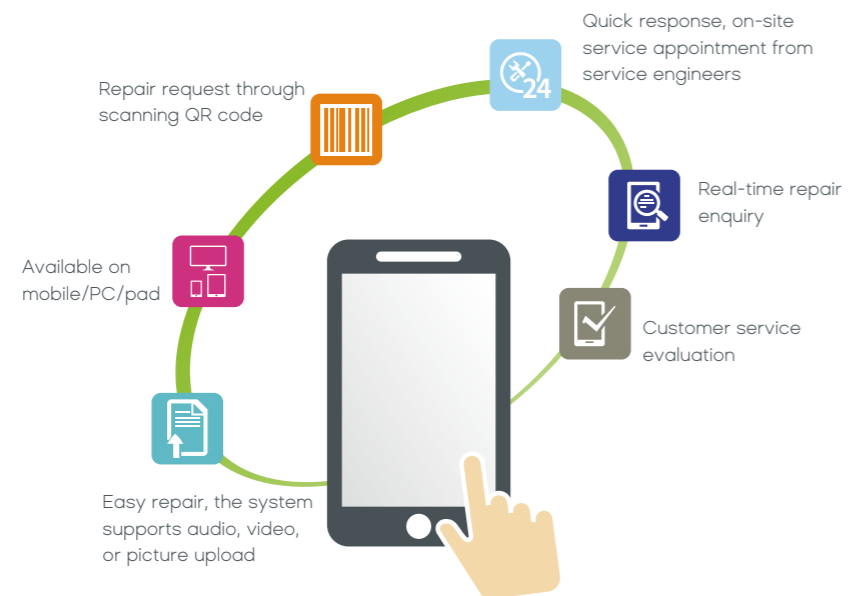 Quick response, on-site
service appointment from
service engineers
24
Repair request through
scanning QR code
Real-time repair
enquiry
Available on
mobile/PC/pad
Customer service
evaluation
Easy repair, the system
supports audio, video,
or picture upload